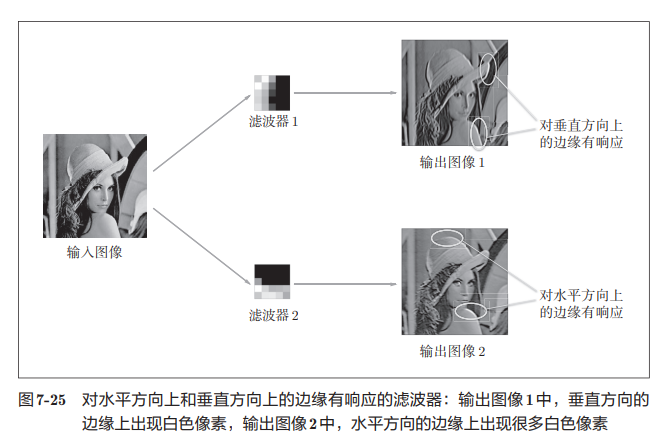 滤波器 1
对垂直方向上
的边缘有响应
输出图像 1
输入图像
滤波器 2
对水平方向上
的边缘有响应
输出图像 2
图 7-25 对水平方向上和垂直方向上的边缘有响应的滤波器：输出图像 1 中，垂直方向的
边缘上出现白色像素，输出图像 2 中，水平方向的边缘上出现很多白色像素